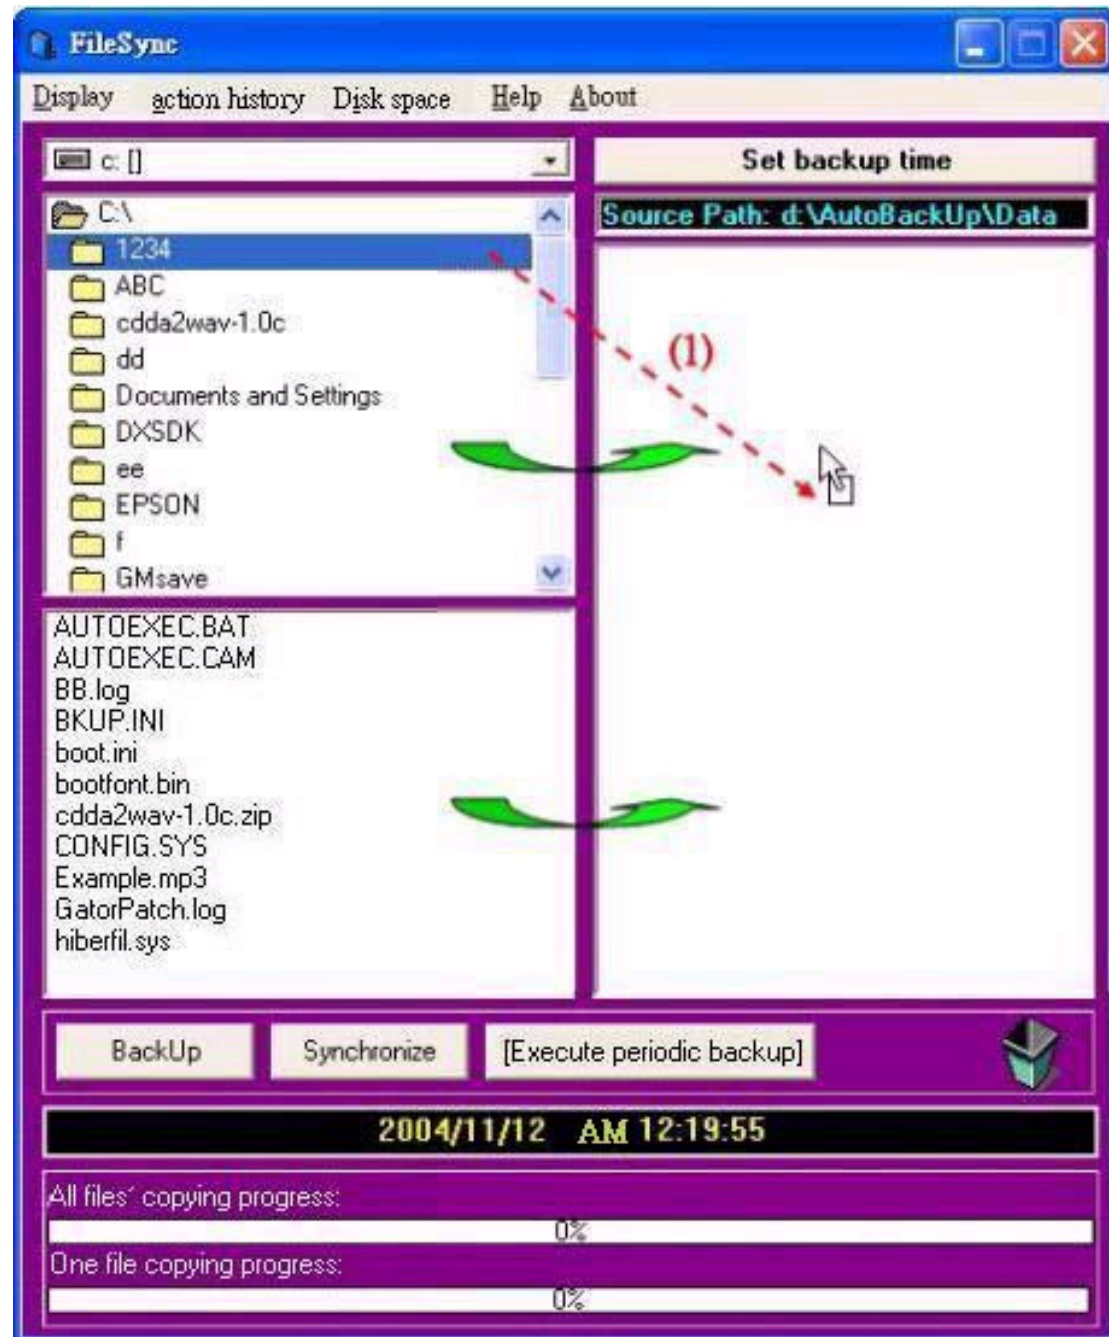 FileSync
Display action history Disk space Help About
c: []
Set backup time
C:\
Source Path: d:\AutoBackUp\Data
1234
ABC
cdda2wav-1.0c
dd
(1)
Documents and Settings
DXSDK
ee
EPSON
f
GMsave
AUTOEXEC.BAT
AUTOEXEC.CAM
BB.log
BKUP.INI
boot.ini
bootfont.bin
cdda2wav-1.0c.zip
CONFIG.SYS
Example.mp3
GatorPatch.log
hiberfil.sys
BackUp Synchronize [Execute periodic backup]
2004/11/12 AM 12:19:55
All files' copying progress:
0%
One file copying progress:
0%